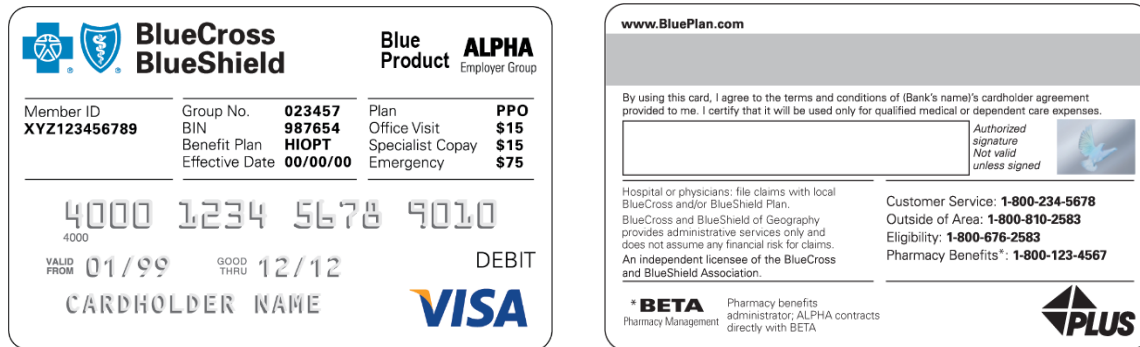 BlueCross
BlueShield
Blue
Product
ALPHA
Employer Group
Member ID
XYZ123456789
Group No. 023457
BIN 987654
Benefit Plan HIOPT
Effective Date 00/00/00
Plan PPO
Office Visit $15
Specialist Copay $15
Emergency $75
4000 1234 5678 9010
4000
VALID
FROM
01/99
GOOD
THRU
12/12
DEBIT
CARDHOLDER NAME
VISA
www.BluePlan.com
By using this card, I agree to the terms and conditions of (Bank's name)'s cardholder agreement
provided to me. I certify that it will be used only for qualified medical or dependent care expenses.
Authorized
signature
Not valid
unless signed
Hospital or physicians: file claims with local
BlueCross and/or BlueShield Plan.
BlueCross and BlueShield of Geography
provides administrative services only and
does not assume any financial risk for claims.
An independent licensee of the BlueCross
and BlueShield Association.
Customer Service: 1-800-234-5678
Outside of Area: 1-800-810-2583
Eligibility: 1-800-676-2583
Pharmacy Benefits*: 1-800-123-4567
* BETA
Pharmacy Management
Pharmacy benefits
administrator; ALPHA contracts
directly with BETA
PLUS